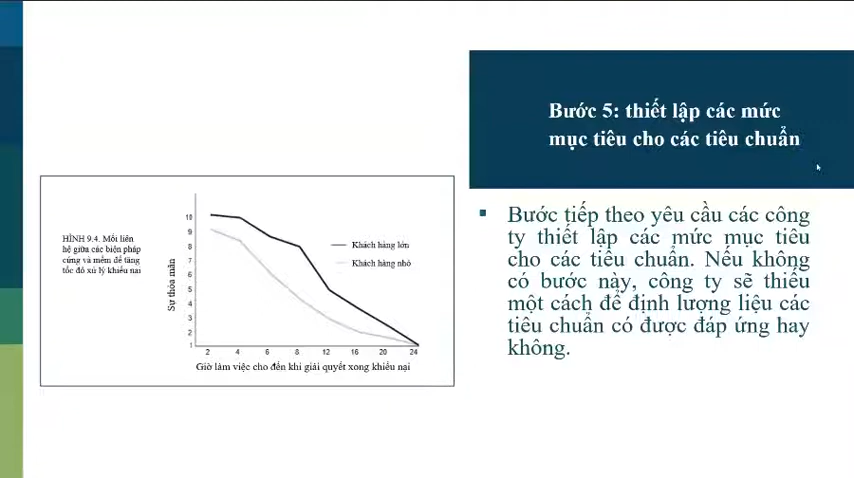 Bước 5: thiết lập các mức
mục tiêu cho các tiêu chuẩn
HÌNH 9.4. Mối liên
hệ giữa các biện pháp
cứng và mềm để tăng
tốc độ xử lý khiếu nại
Sự thỏa mãn
10
9
8
7
6
5
4
3
2
1
2 4 6 8 12 16 20 24
Giờ làm việc cho đến khi giải quyết xong khiếu nại
Khách hàng lớn
Khách hàng nhỏ
▪ Bước tiếp theo yêu cầu các công
ty thiết lập các mức mục tiêu
cho các tiêu chuẩn. Nếu không
có bước này, công ty sẽ thiếu
một cách để định lượng liệu các
tiêu chuẩn có được đáp ứng hay
không.